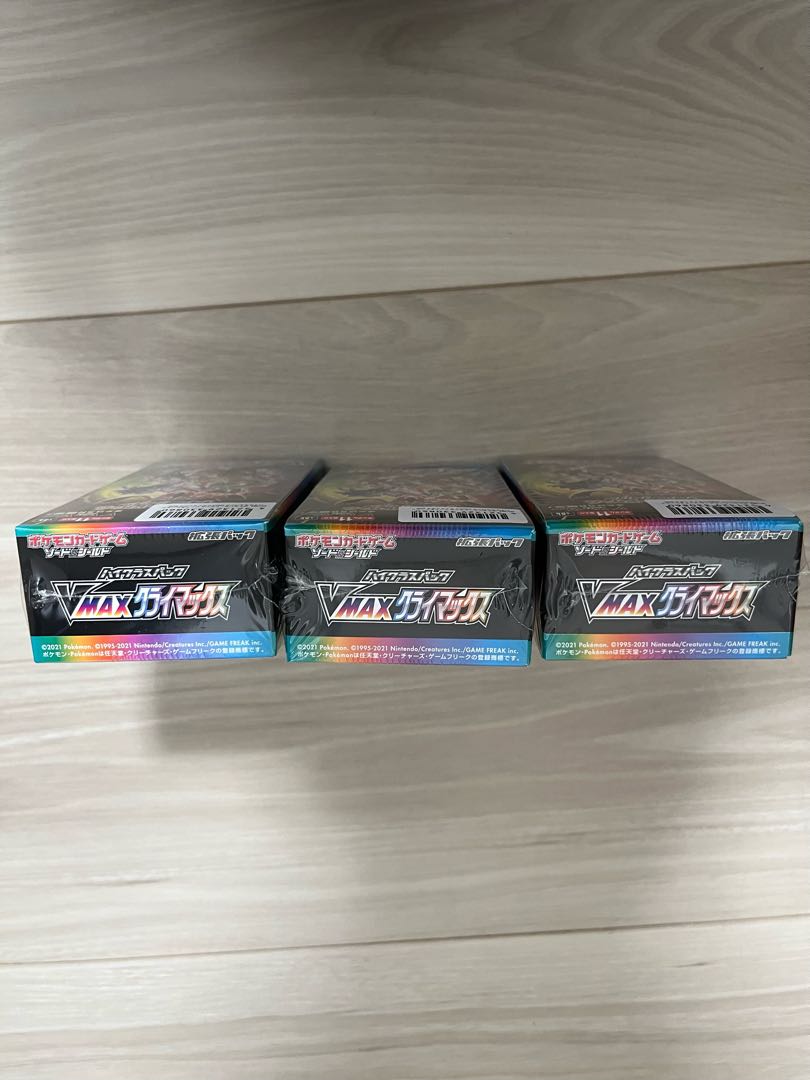 ポケモンカードゲーム
ソード&シールド
拡張パック
ハイクラスパック
VMAXクライマックス
©2021 Pokémon. ©1995-2021 Nintendo/Creatures Inc./GAME FREAK inc.
ポケモン・Pokémonは任天堂・クリーチャーズ・ゲームフリークの登録商標です。
ポケモンカードゲーム
ソード&シールド
拡張パック
ハイクラスパック
VMAXクライマックス
©2021 Pokémon. ©1995-2021 Nintendo/Creatures Inc./GAME FREAK inc.
ポケモン・Pokémonは任天堂・クリーチャーズ・ゲームフリークの登録商標です。
ポケモンカードゲーム
ソード&シールド
拡張パック
ハイクラスパック
VMAXクライマックス
©2021 Pokémon. ©1995-2021 Nintendo/Creatures Inc./GAME FREAK inc.
ポケモン・Pokémonは任天堂・クリーチャーズ・ゲームフリークの登録商標です。